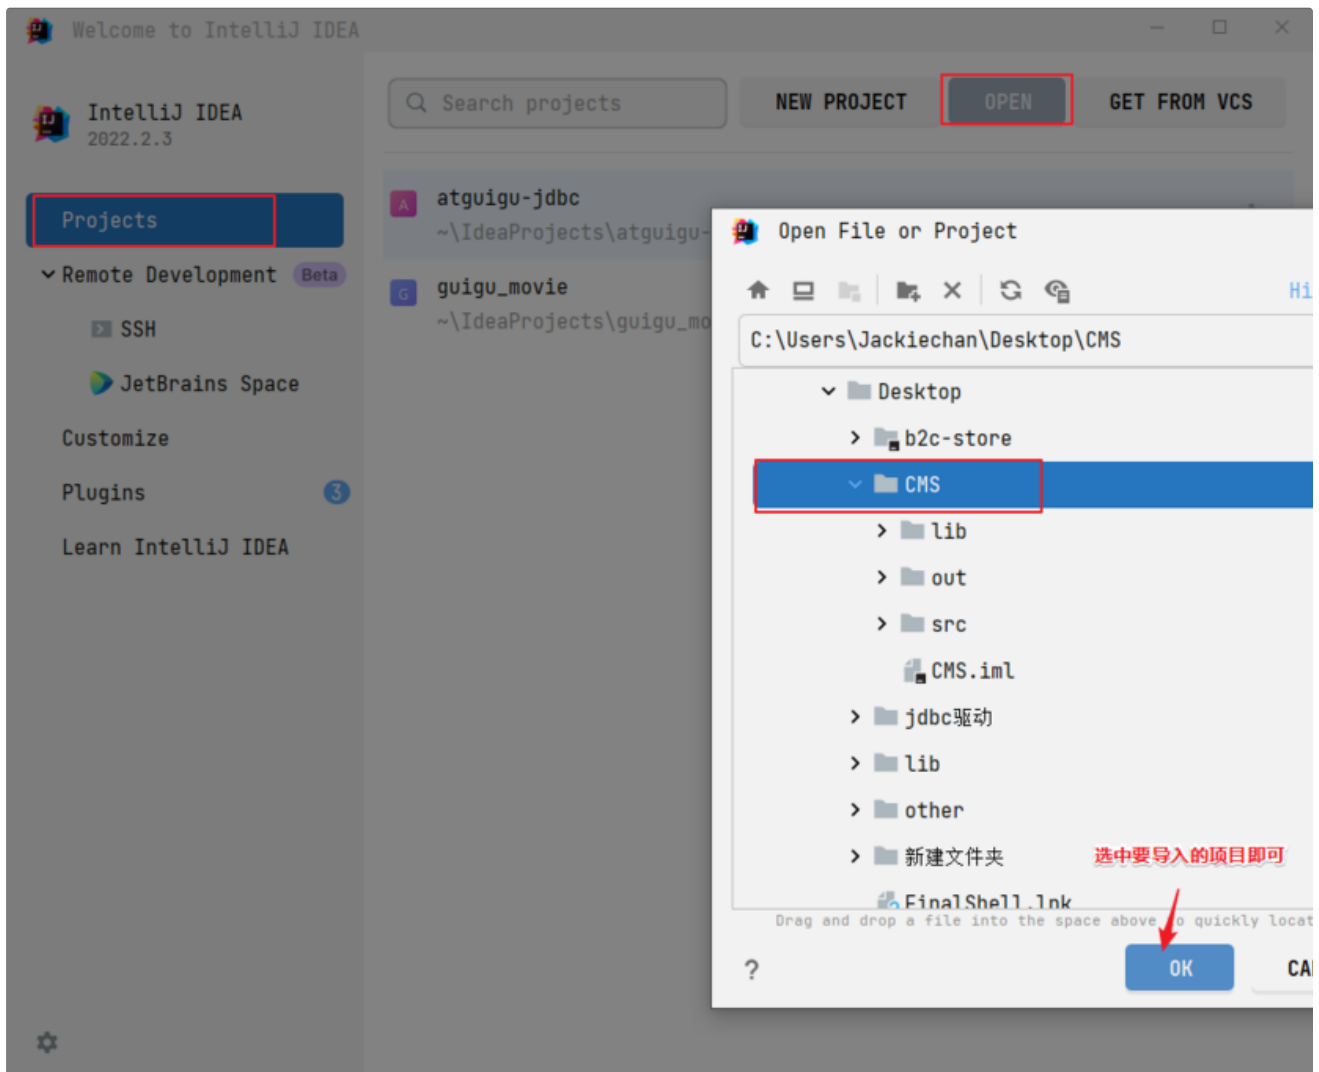 Welcome to IntelliJ IDEA
IntelliJ IDEA
2022.2.3
Search projects
NEW PROJECT
OPEN
GET FROM VCS
Projects
Remote Development Beta
SSH
JetBrains Space
Customize
Plugins 3
Learn IntelliJ IDEA
A
atguigu-jdbc
~\IdeaProjects\atguigu-
G
guigu_movie
~\IdeaProjects\guigu_mo
Open File or Project
Hi
C:\Users\Jackiechan\Desktop\CMS
Desktop
b2c-store
CMS
lib
out
src
CMS.iml
jdbc驱动
lib
other
新建文件夹
选中要导入的项目即可
FinalShell.lnk
Drag and drop a file into the space above to quickly locat
?
OK
CA